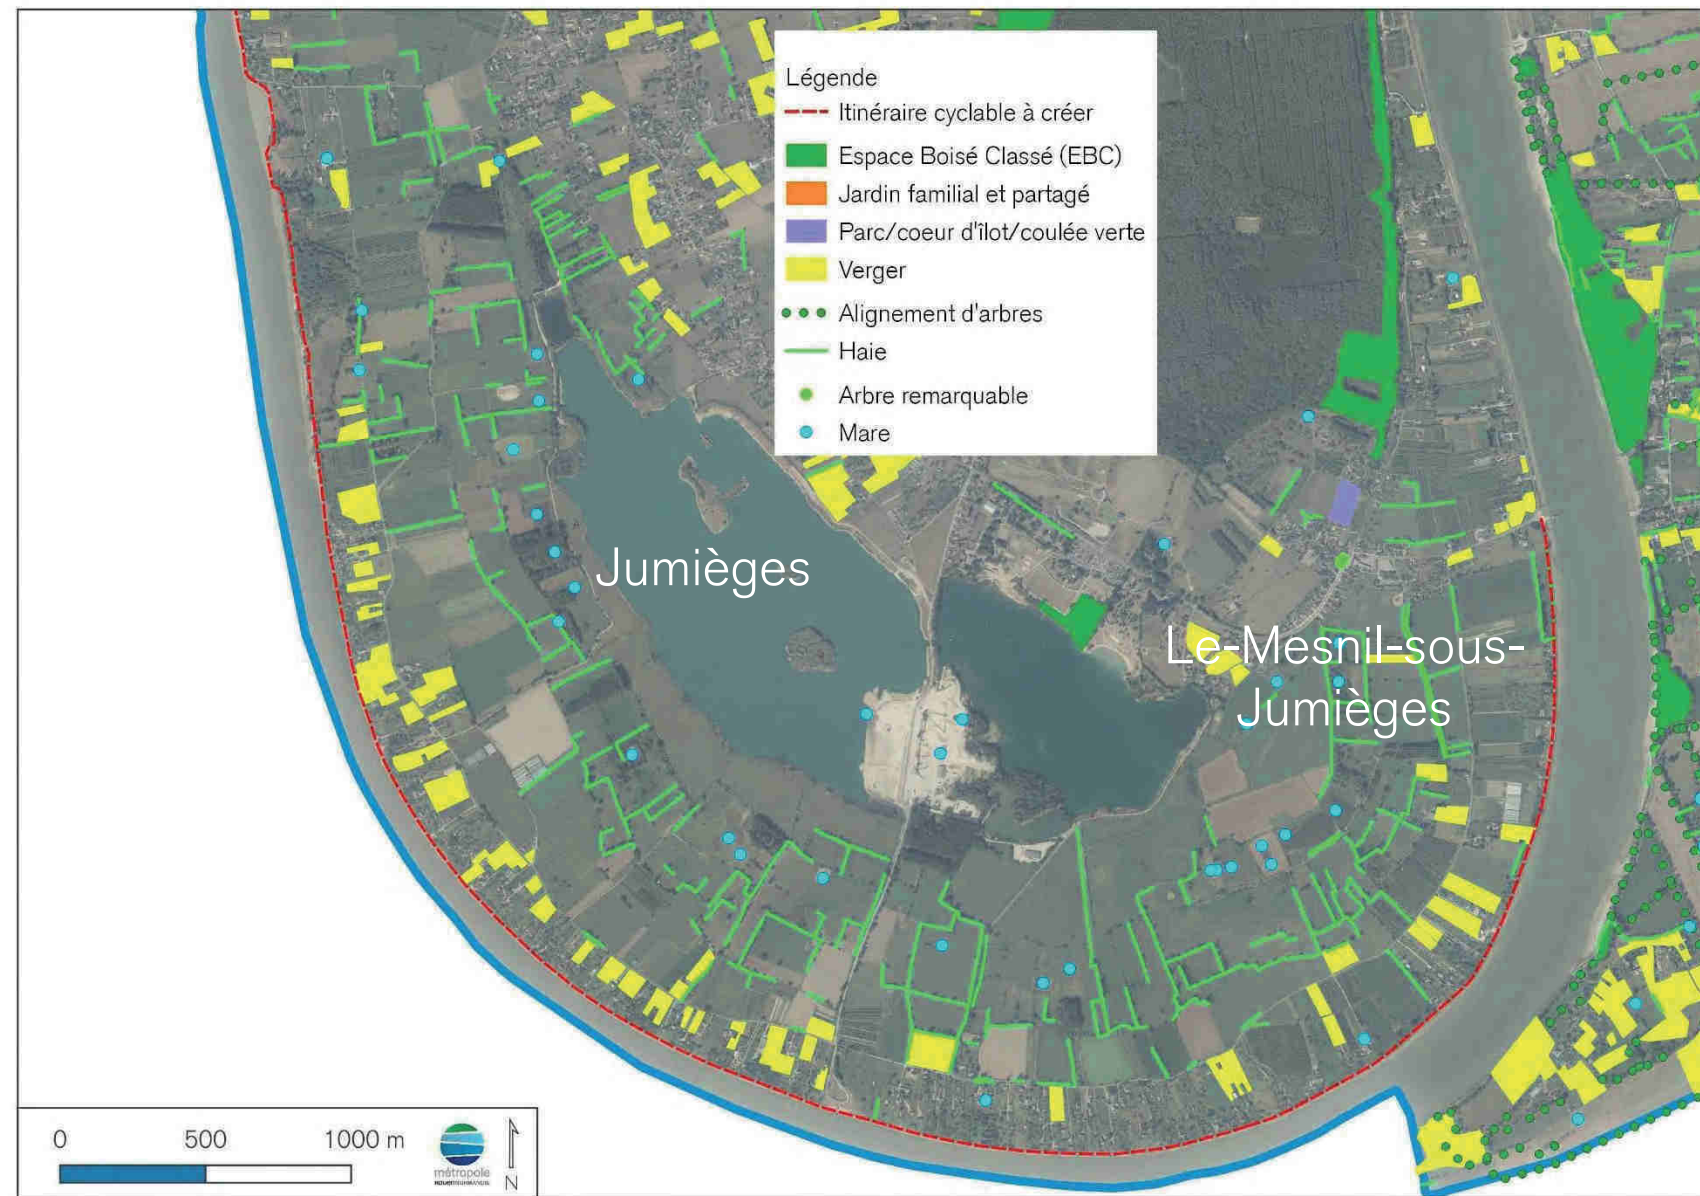 Légende
Itinéraire cyclable à créer
Espace Boisé Classé (EBC)
Jardin familial et partagé
Parc/coeur d'îlot/coulée verte
Verger
Alignement d'arbres
Haie
Arbre remarquable
Mare
Jumièges
Le-Mesnil-sous-
Jumièges
0 500 1000 m
métropole
N